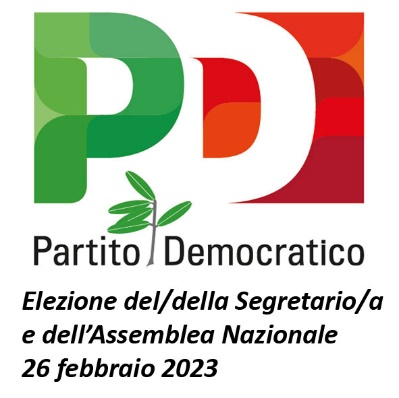 PD
Partito Democratico
Elezione del/della Segretario/a
e dell'Assemblea Nazionale
26 febbraio 2023